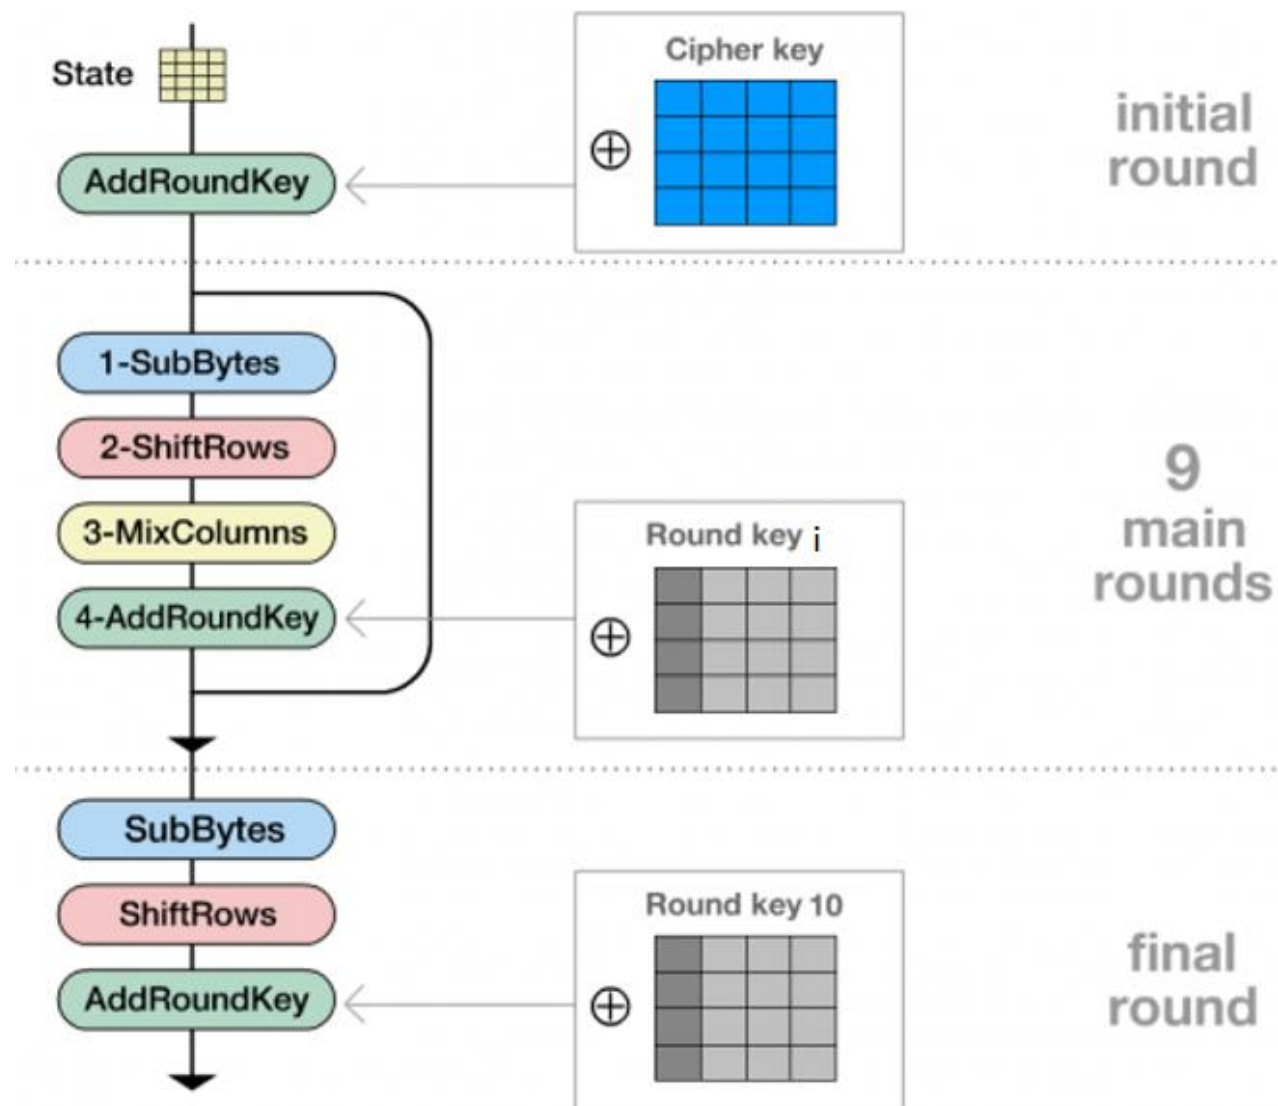 State
Cipher key
⊕
AddRoundKey
initial
round
1-SubBytes
2-ShiftRows
3-MixColumns
4-AddRoundKey
Round key i
⊕
9
main
rounds
SubBytes
ShiftRows
AddRoundKey
Round key 10
⊕
final
round